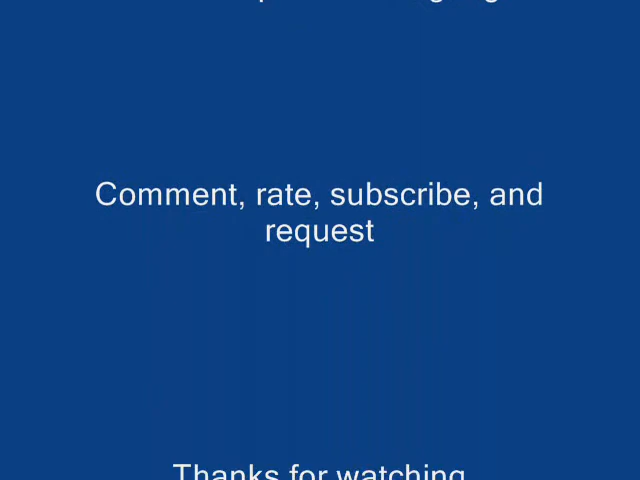 Comment, rate, subscribe, and
request
Thanks for watching